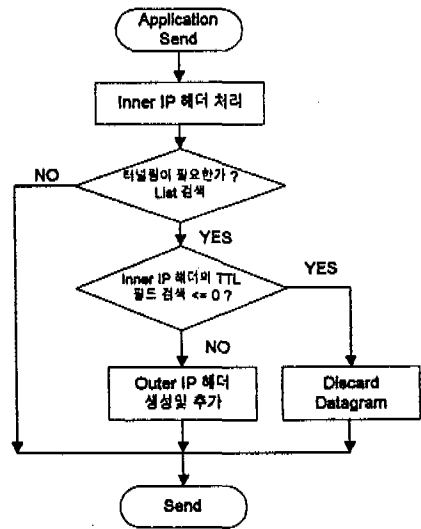 Application
Send
Inner IP 헤더 처리
터널링이 필요한가 ?
List 검색
NO
YES
Inner IP 헤더의 TTL
필드 검색 <= 0 ?
YES
NO
Outer IP 헤더
생성및 추가
Discard
Datagram
Send